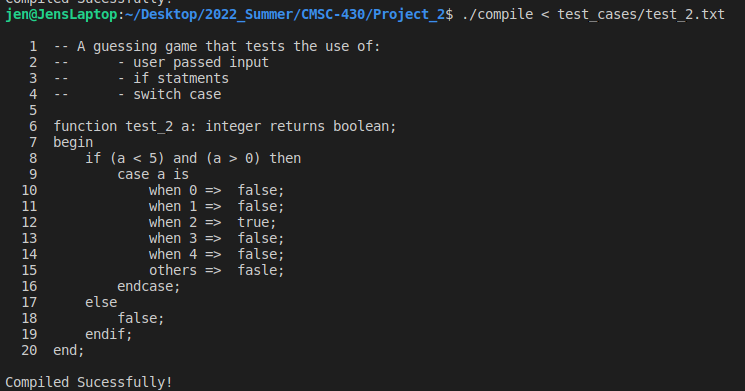 Compiled Sucessfully!
jen@JensLaptop:~/Desktop/2022_Summer/CMSC-430/Project_2$ ./compile < test_cases/test_2.txt
1 -- A guessing game that tests the use of:
2 -- - user passed input
3 -- - if statments
4 -- - switch case
5
6 function test_2 a: integer returns boolean;
7 begin
8 if (a < 5) and (a > 0) then
9 case a is
10 when 0 => false;
11 when 1 => false;
12 when 2 => true;
13 when 3 => false;
14 when 4 => false;
15 others => fasle;
16 endcase;
17 else
18 false;
19 endif;
20 end;
Compiled Sucessfully!